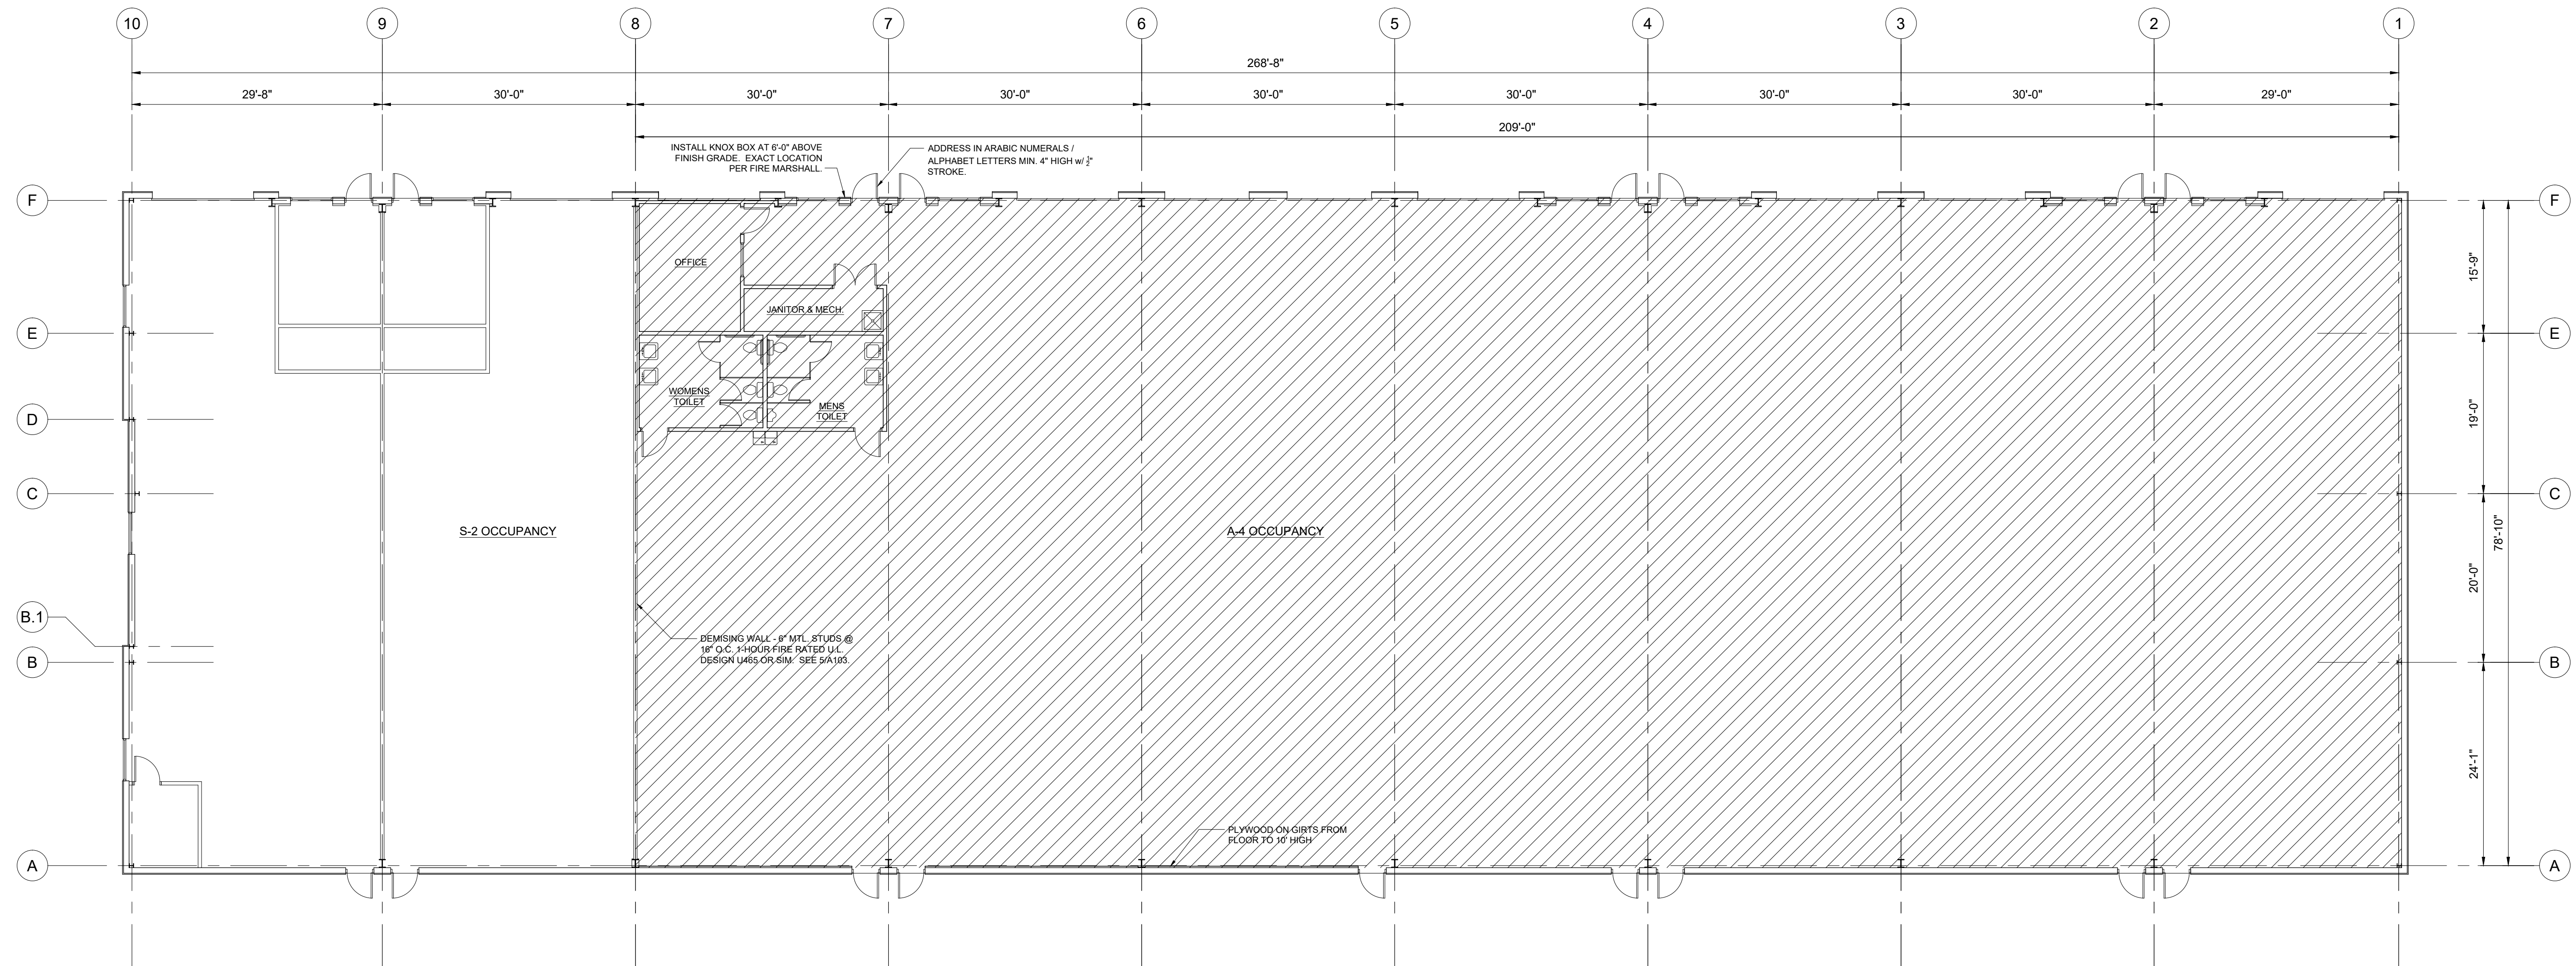 10
9
8
7
6
5
4
3
2
1
268'-8"
29'-8"
30'-0"
30'-0"
30'-0"
30'-0"
30'-0"
30'-0"
30'-0"
29'-0"
209'-0"
INSTALL KNOX BOX AT 6'-0" ABOVE
FINISH GRADE. EXACT LOCATION
PER FIRE MARSHALL.
ADDRESS IN ARABIC NUMERALS /
ALPHABET LETTERS MIN. 4" HIGH w/ ½"
STROKE.
F
F
15'-9"
OFFICE
JANITOR & MECH.
E
E
WOMENS
TOILET
MENS
TOILET
19'-0"
D
C
C
S-2 OCCUPANCY
A-4 OCCUPANCY
78'-10"
20'-0"
B.1
DEMISING WALL - 6" MTL. STUDS @
16" O.C. 1-HOUR FIRE RATED U.L.
DESIGN U465 OR SIM. SEE 5/A103.
B
B
24'-1"
PLYWOOD ON GIRTS FROM
FLOOR TO 10' HIGH
A
A